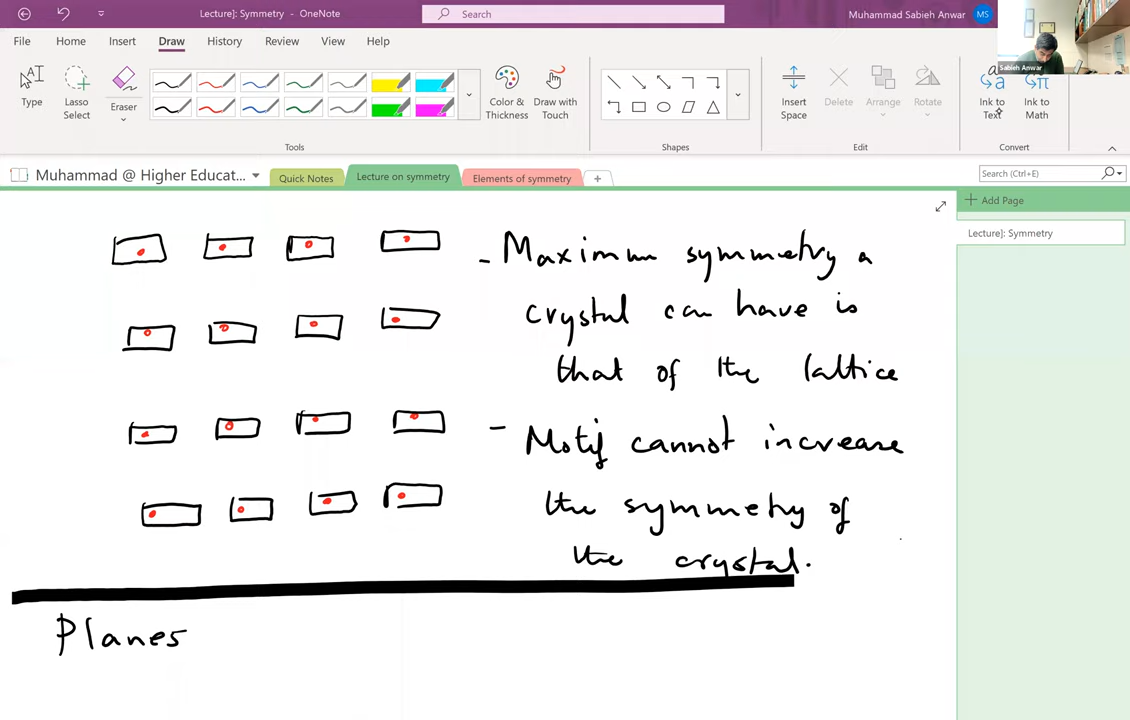 Lecture]: Symmetry - OneNote
Search
Muhammad Sabieh Anwar
MS
Sabieh Anwar
File
Home
Insert
Draw
History
Review
View
Help
Type
Lasso
Select
Eraser
Color &
Thickness
Draw with
Touch
Insert
Space
Delete
Arrange
Rotate
Ink to
Text
Ink to
Math
Tools
Shapes
Edit
Convert
Muhammad @ Higher Educat...
Quick Notes
Lecture on symmetry
Elements of symmetry
Search (Ctrl+E)
Add Page
Lecture]: Symmetry
- Maximum symmetry a
crystal can have is
that of the lattice
- Motif cannot increase
the symmetry of
the crystal.
Planes